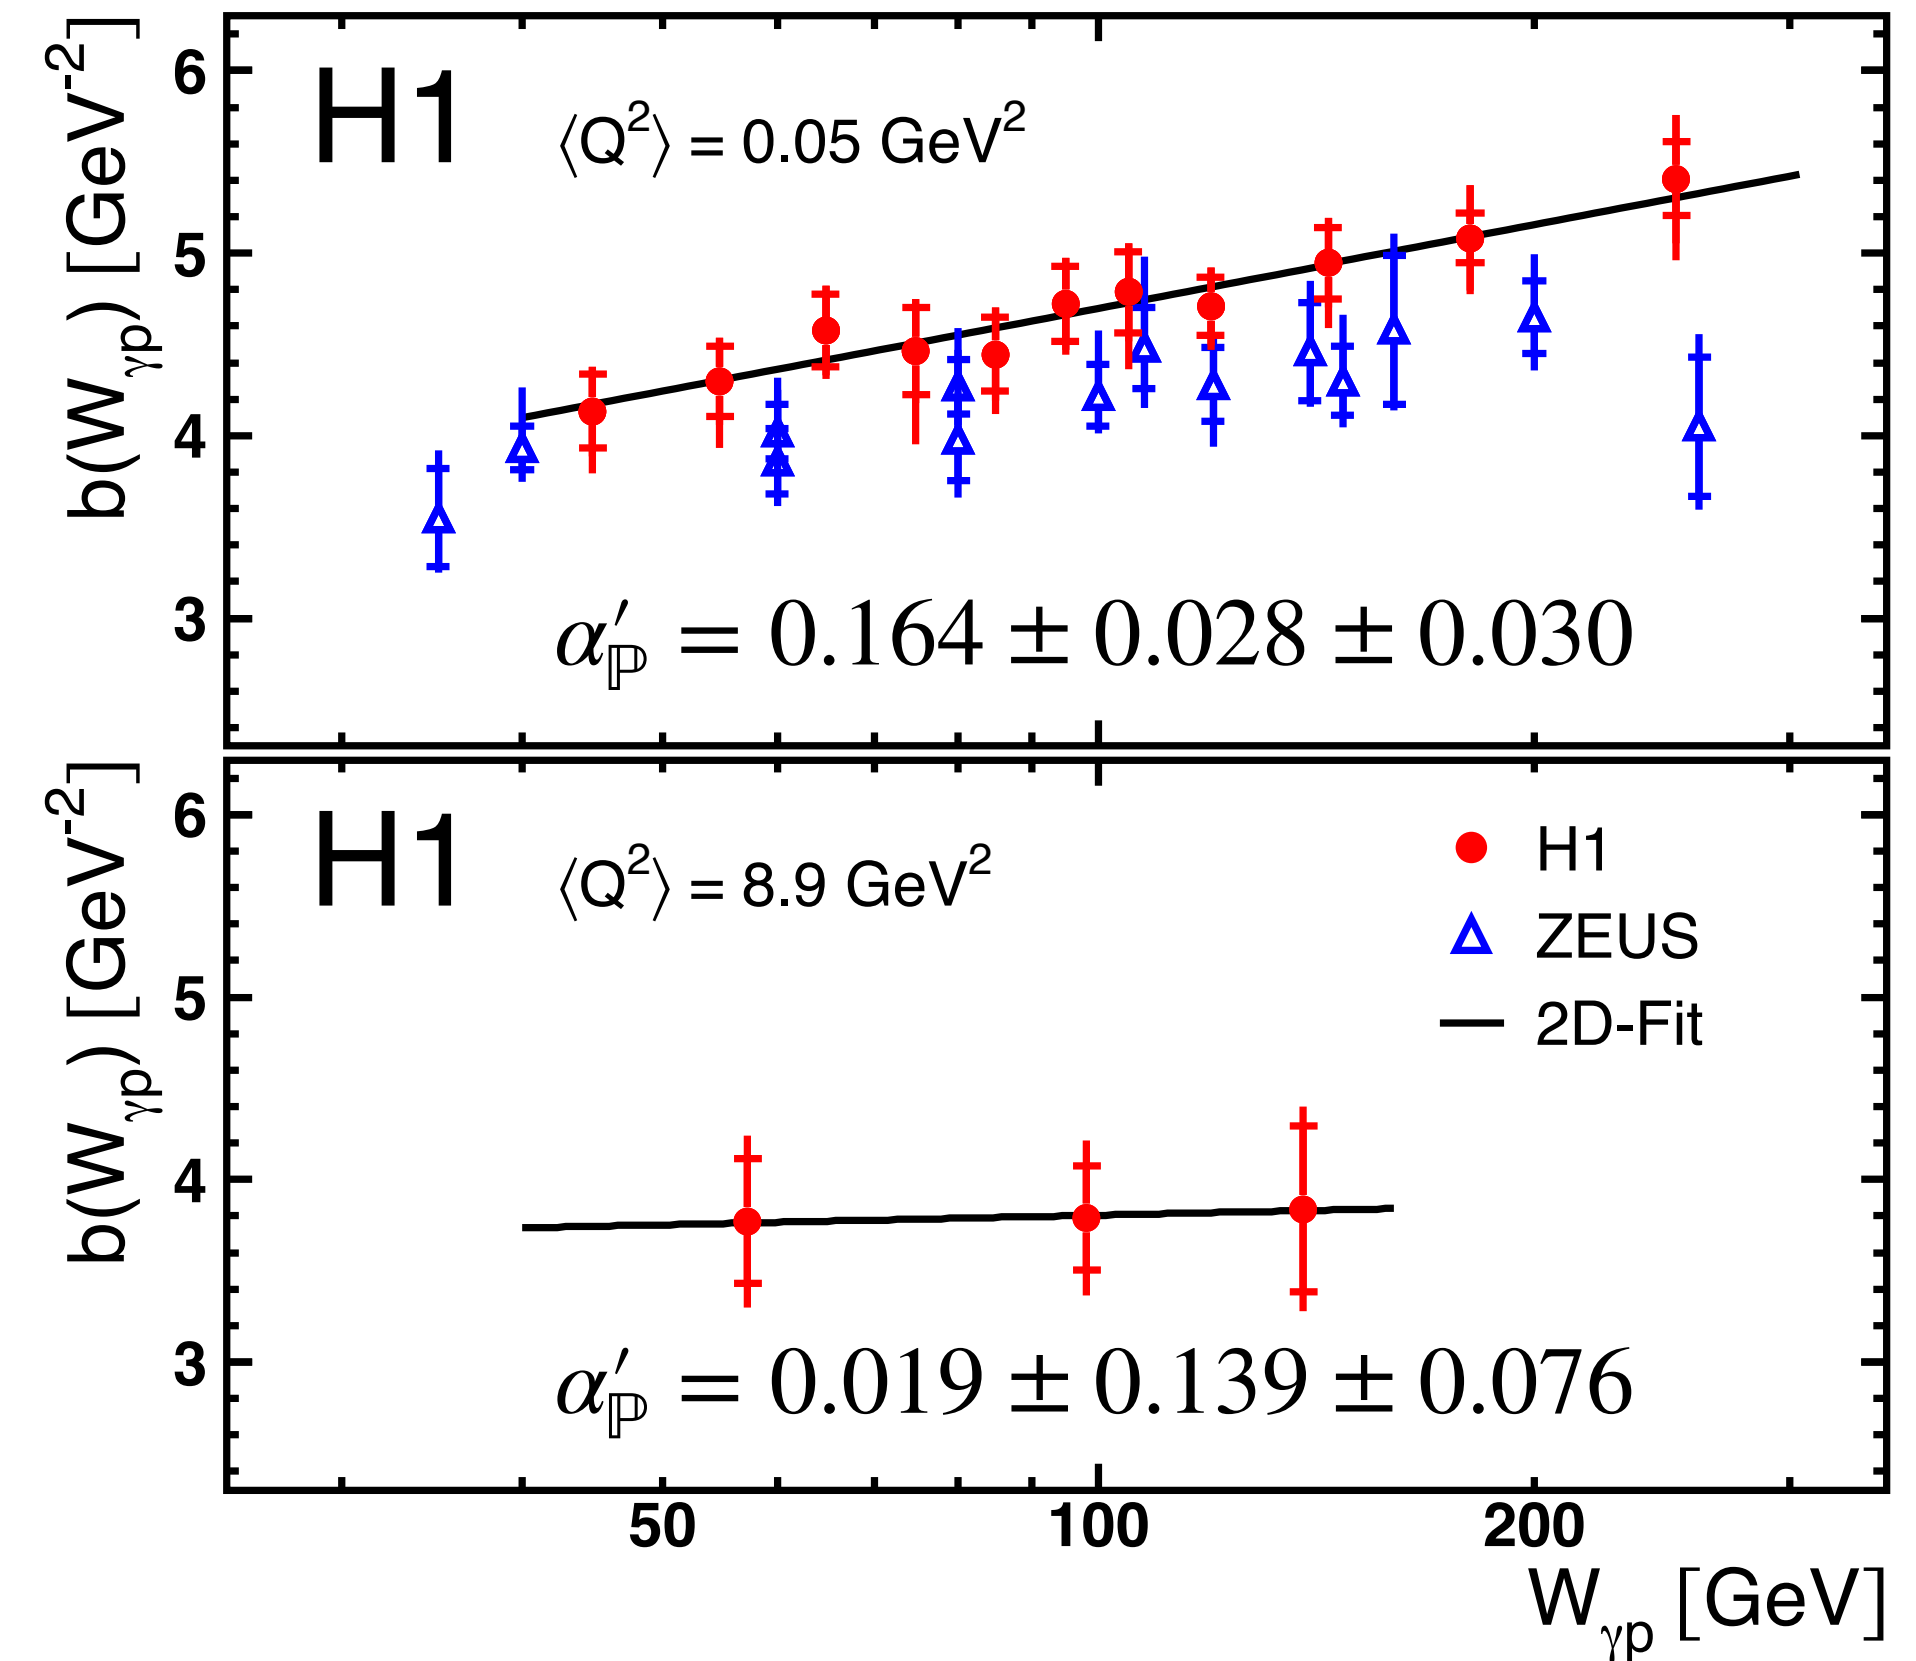 b(W_γp) [GeV⁻²]
6
5
4
3
H1
⟨Q²⟩ = 0.05 GeV²
α′_ℙ = 0.164 ± 0.028 ± 0.030
b(W_γp) [GeV⁻²]
6
5
4
3
H1
⟨Q²⟩ = 8.9 GeV²
H1
ZEUS
2D-Fit
α′_ℙ = 0.019 ± 0.139 ± 0.076
50 100 200
W_γp [GeV]